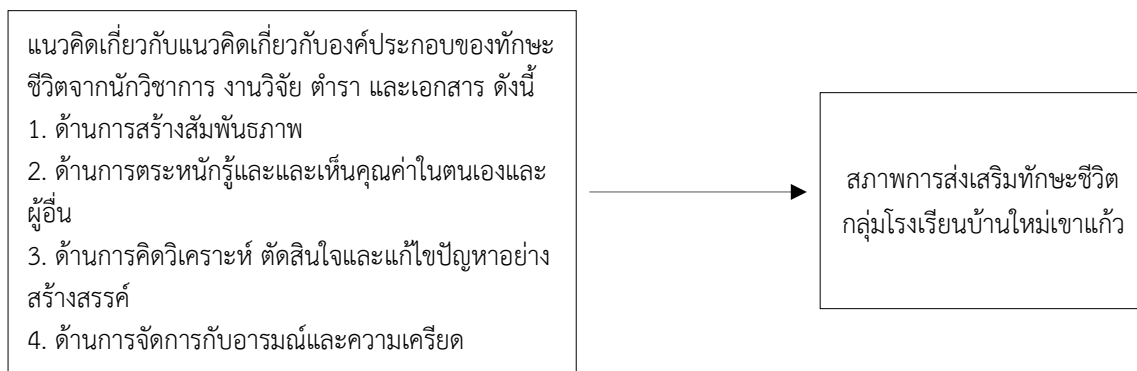 แนวคิดเกี่ยวกับแนวคิดเกี่ยวกับองค์ประกอบของทักษะ
ชีวิตจากนักวิชาการ งานวิจัย ตำรา และเอกสาร ดังนี้
1. ด้านการสร้างสัมพันธภาพ
2. ด้านการตระหนักรู้และและเห็นคุณค่าในตนเองและ
ผู้อื่น
3. ด้านการคิดวิเคราะห์ ตัดสินใจและแก้ไขปัญหาอย่าง
สร้างสรรค์
4. ด้านการจัดการกับอารมณ์และความเครียด
สภาพการส่งเสริมทักษะชีวิต
กลุ่มโรงเรียนบ้านใหม่เขาแก้ว